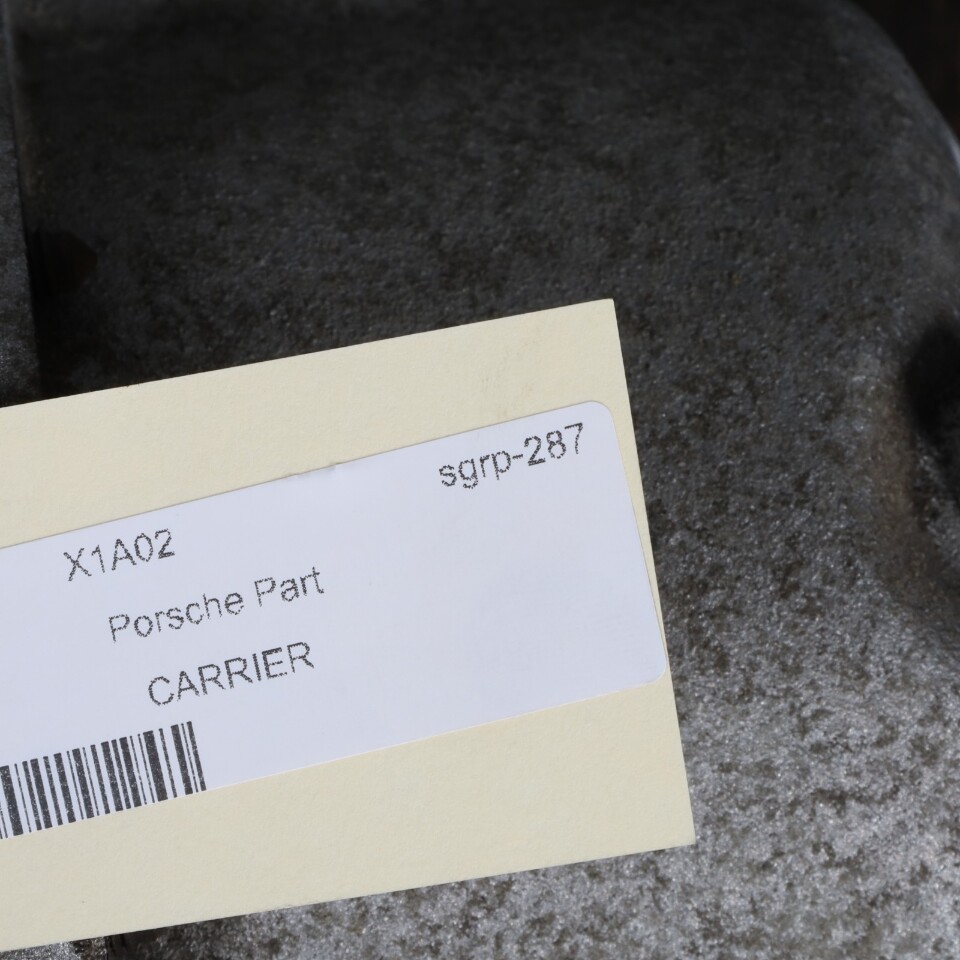 sgrp-287
X1A02
Porsche Part
CARRIER